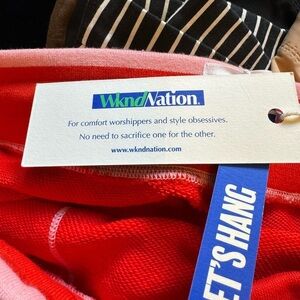 WkndNation.
For comfort worshippers and style obsessives.
No need to sacrifice one for the other.
www.wkndnation.com
ET'S HANG